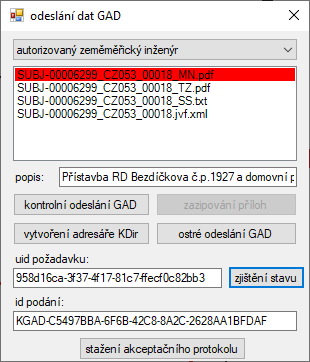 odeslání dat GAD
autorizovaný zeměměřický inženýr
SUBJ-00006299_CZ053_00018_MN.pdf
SUBJ-00006299_CZ053_00018_TZ.pdf
SUBJ-00006299_CZ053_00018_SS.txt
SUBJ-00006299_CZ053_00018.jvf.xml
popis: Přístavba RD Bezdíčkova č.p.1927 a domovní p
kontrolní odeslání GAD zazipování příloh
vytvoření adresáře KDir ostré odeslání GAD
uid požadavku:
958d16ca-3f37-4f17-81c7-ffecf0c82bb3 zjištění stavu
id podání:
KGAD-C5497BBA-6F6B-42C8-8A2C-2628AA1BFDAF
stažení akceptačního protokolu